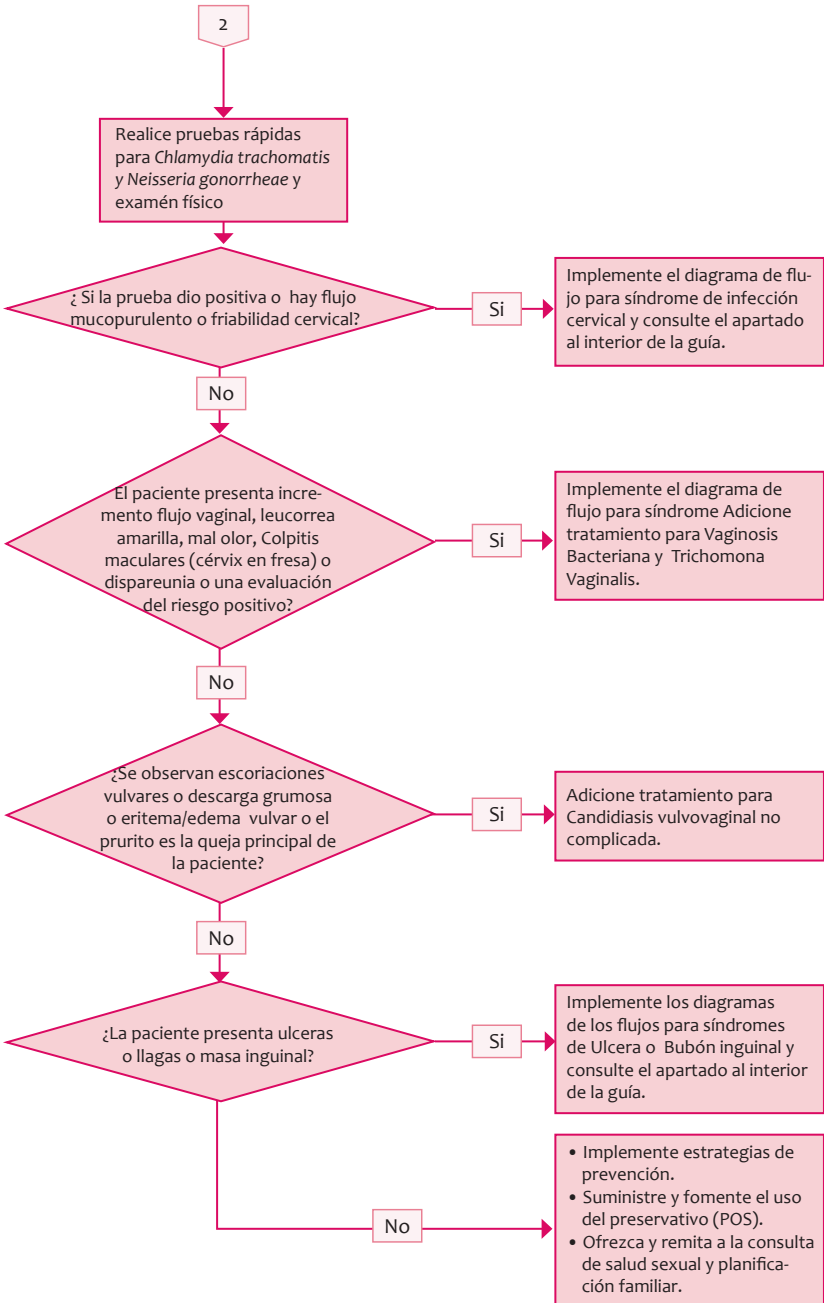 2
Realice pruebas rápidas
para Chlamydia trachomatis
y Neisseria gonorrheae y
examén físico
¿ Si la prueba dio positiva o hay flujo
mucopurulento o friabilidad cervical?
Si
Implemente el diagrama de flu-
jo para síndrome de infección
cervical y consulte el apartado
al interior de la guía.
No
El paciente presenta incre-
mento flujo vaginal, leucorrea
amarilla, mal olor, Colpitis
maculares (cérvix en fresa) o
dispareunia o una evaluación
del riesgo positivo?
Si
Implemente el diagrama de
flujo para síndrome Adicione
tratamiento para Vaginosis
Bacteriana y Trichomona
Vaginalis.
No
¿Se observan escoriaciones
vulvares o descarga grumosa
o eritema/edema vulvar o el
prurito es la queja principal de
la paciente?
Si
Adicione tratamiento para
Candidiasis vulvovaginal no
complicada.
No
¿La paciente presenta ulceras
o llagas o masa inguinal?
Si
Implemente los diagramas
de los flujos para síndromes
de Ulcera o Bubón inguinal y
consulte el apartado al interior
de la guía.
No
• Implemente estrategias de
prevención.
• Suministre y fomente el uso
del preservativo (POS).
• Ofrezca y remita a la consulta
de salud sexual y planifica-
ción familiar.